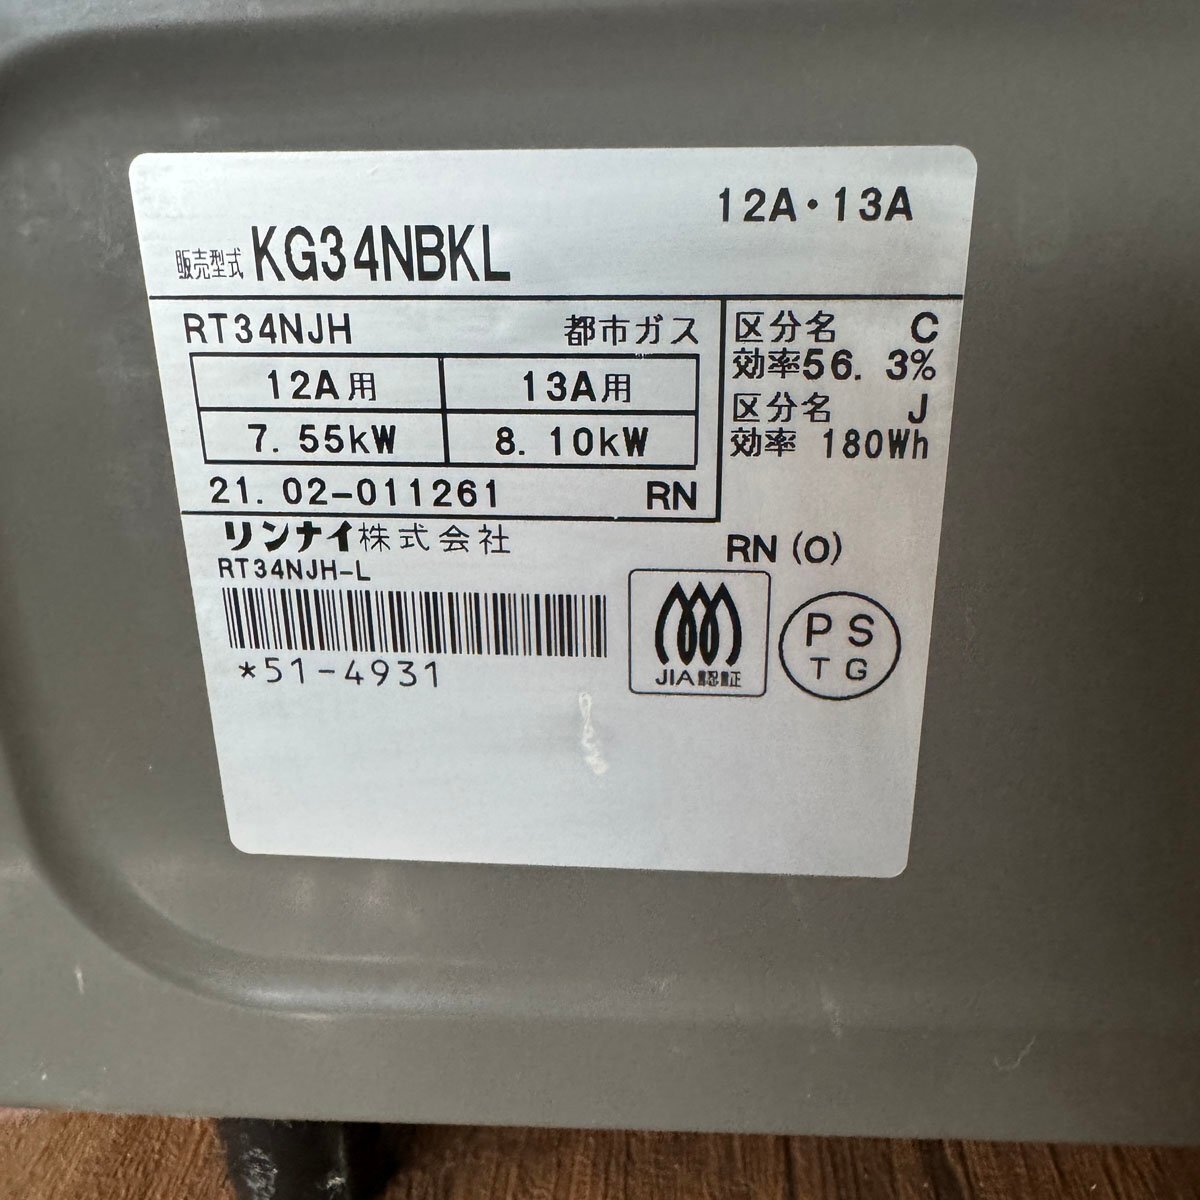 12A・13A
販売型式 KG34NBKL
RT34NJH 都市ガス
12A用 13A用
7.55kW 8.10kW
21.02-011261 RN
区分名 C
効率56.3%
区分名 J
効率 180Wh
リンナイ株式会社
RT34NJH-L
*51-4931
RN(O)
JIA認証
PS
TG